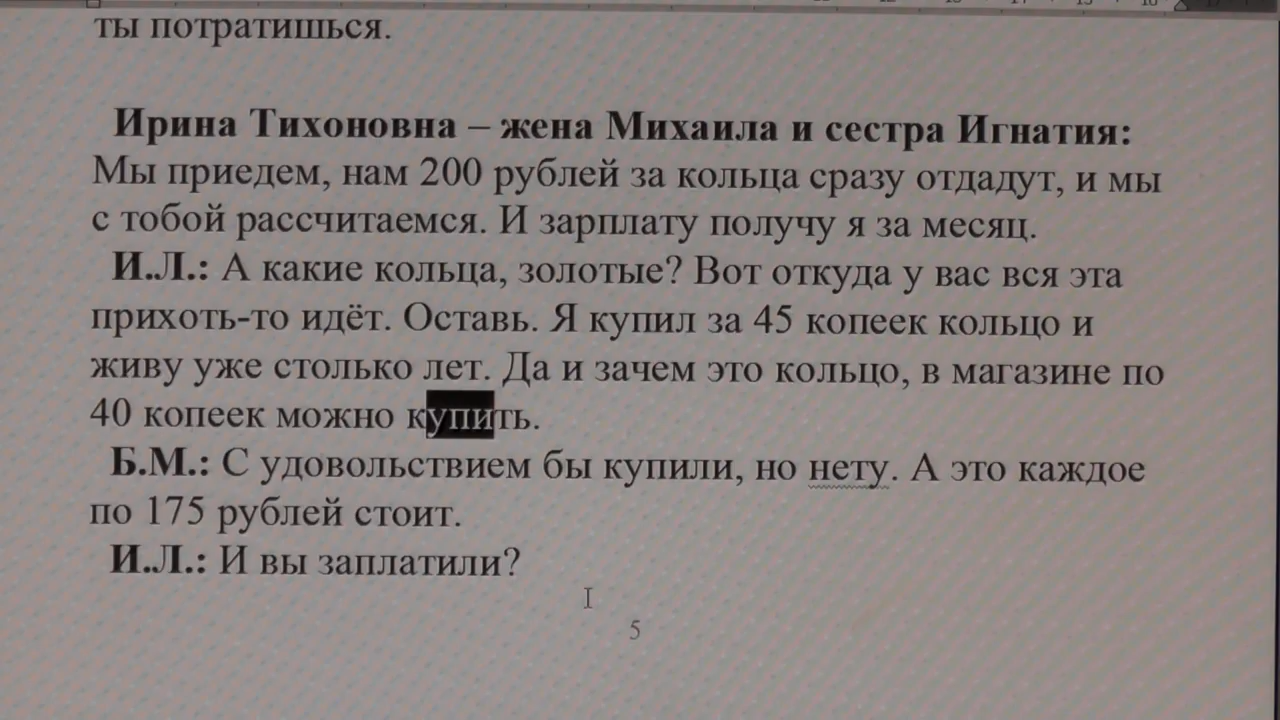 ты потратишься.
Ирина Тихоновна – жена Михаила и сестра Игнатия:
Мы приедем, нам 200 рублей за кольца сразу отдадут, и мы
с тобой рассчитаемся. И зарплату получу я за месяц.
И.Л.: А какие кольца, золотые? Вот откуда у вас вся эта
прихоть-то идёт. Оставь. Я купил за 45 копеек кольцо и
живу уже столько лет. Да и зачем это кольцо, в магазине по
40 копеек можно купить.
Б.М.: С удовольствием бы купили, но нету. А это каждое
по 175 рублей стоит.
И.Л.: И вы заплатили?
5